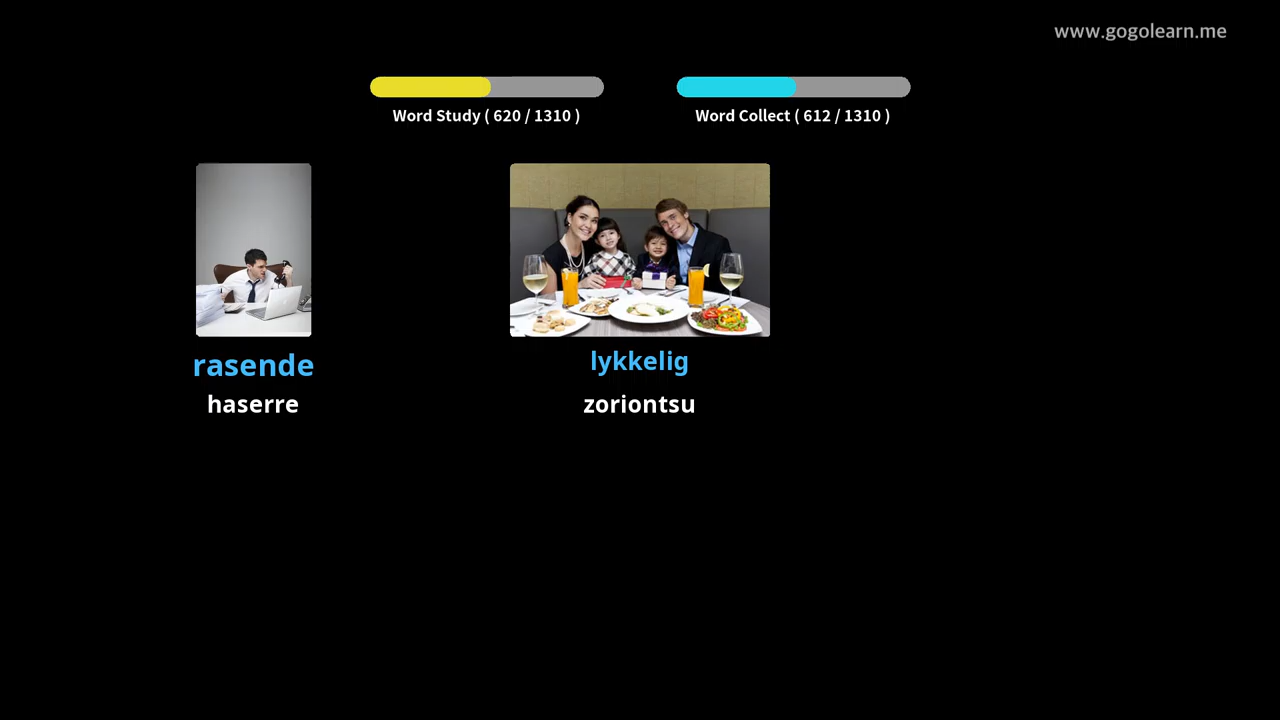 www.gogolearn.me
Word Study ( 620 / 1310 )
Word Collect ( 612 / 1310 )
rasende
haserre
lykkelig
zoriontsu